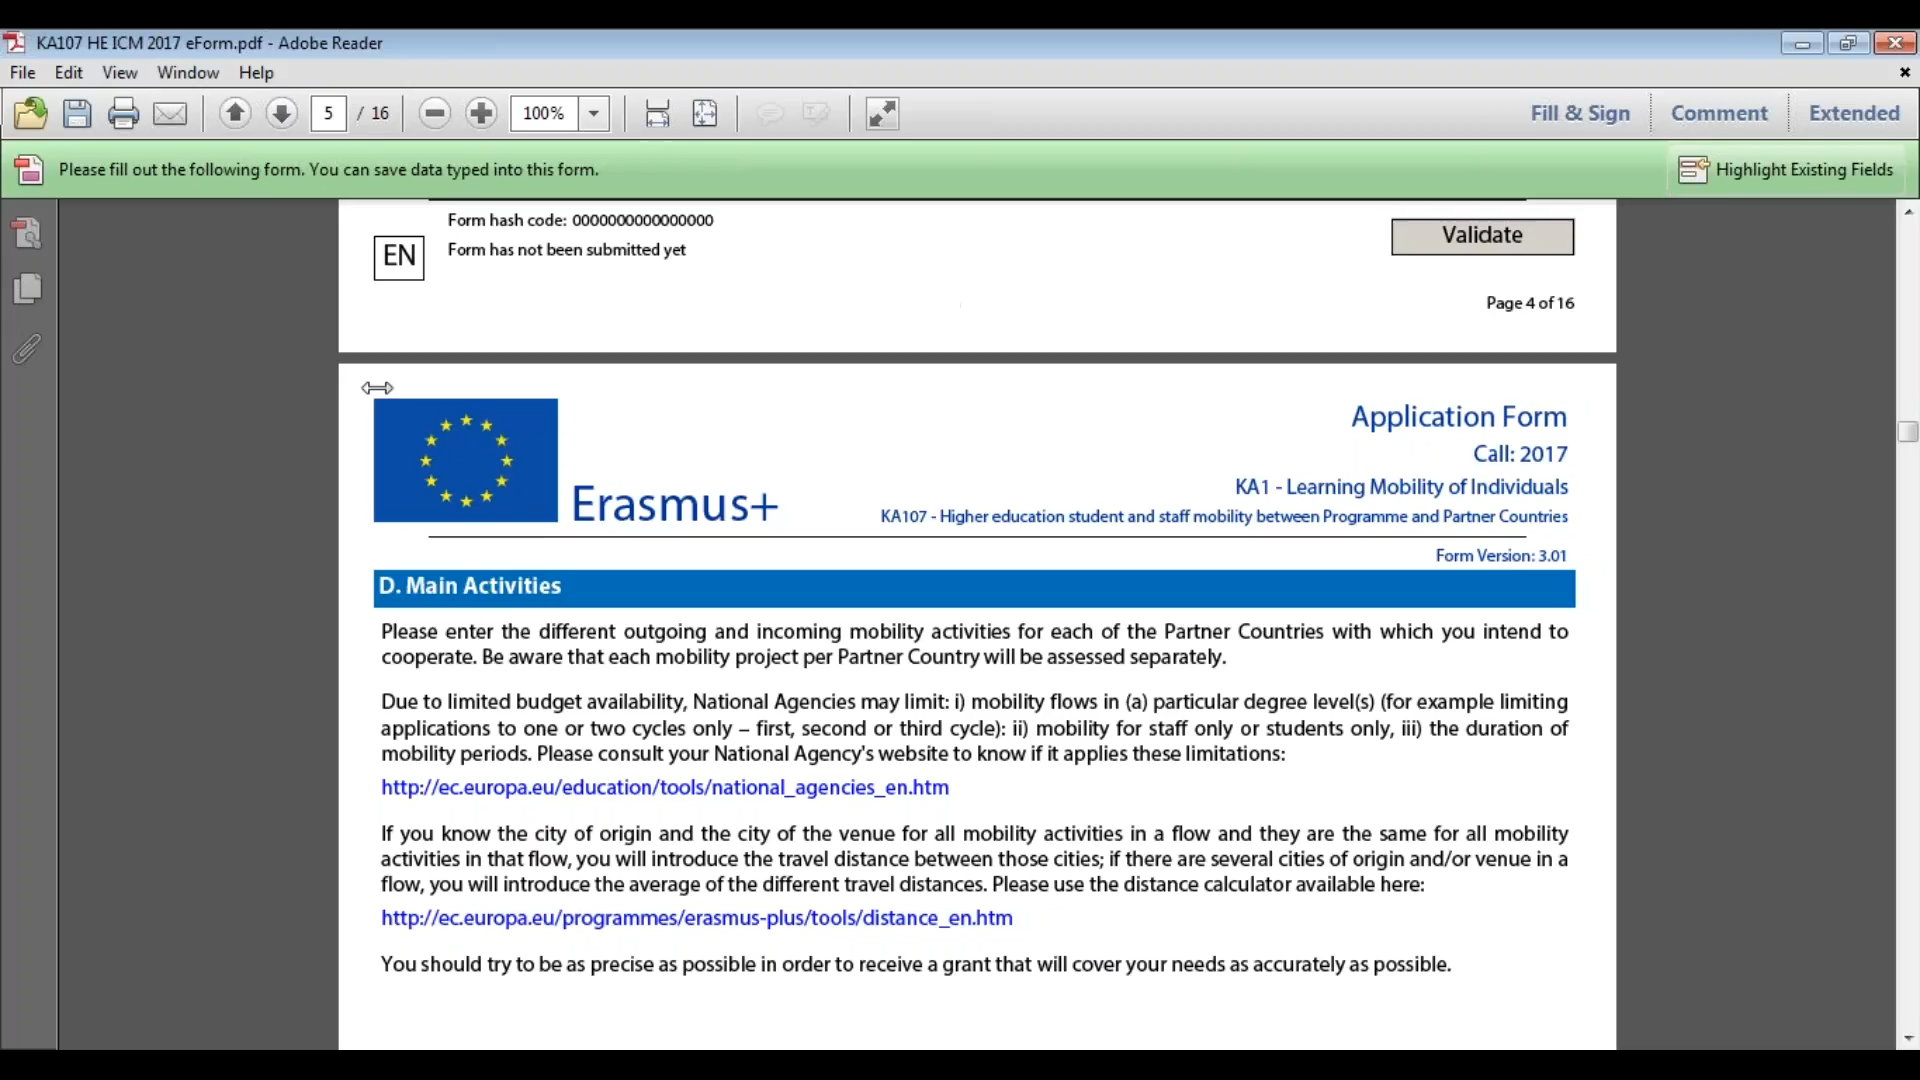 KA107 HE ICM 2017 eForm.pdf - Adobe Reader
File Edit View Window Help
5 / 16 100% Fill & Sign Comment Extended
Please fill out the following form. You can save data typed into this form. Highlight Existing Fields
Form hash code: 0000000000000000
Validate
EN
Form has not been submitted yet
Page 4 of 16
Application Form
Call: 2017
KA1 - Learning Mobility of Individuals
Erasmus+
KA107 - Higher education student and staff mobility between Programme and Partner Countries
Form Version: 3.01
D. Main Activities
Please enter the different outgoing and incoming mobility activities for each of the Partner Countries with which you intend to
cooperate. Be aware that each mobility project per Partner Country will be assessed separately.
Due to limited budget availability, National Agencies may limit: i) mobility flows in (a) particular degree level(s) (for example limiting
applications to one or two cycles only – first, second or third cycle): ii) mobility for staff only or students only, iii) the duration of
mobility periods. Please consult your National Agency's website to know if it applies these limitations:
http://ec.europa.eu/education/tools/national_agencies_en.htm
If you know the city of origin and the city of the venue for all mobility activities in a flow and they are the same for all mobility
activities in that flow, you will introduce the travel distance between those cities; if there are several cities of origin and/or venue in a
flow, you will introduce the average of the different travel distances. Please use the distance calculator available here:
http://ec.europa.eu/programmes/erasmus-plus/tools/distance_en.htm
You should try to be as precise as possible in order to receive a grant that will cover your needs as accurately as possible.